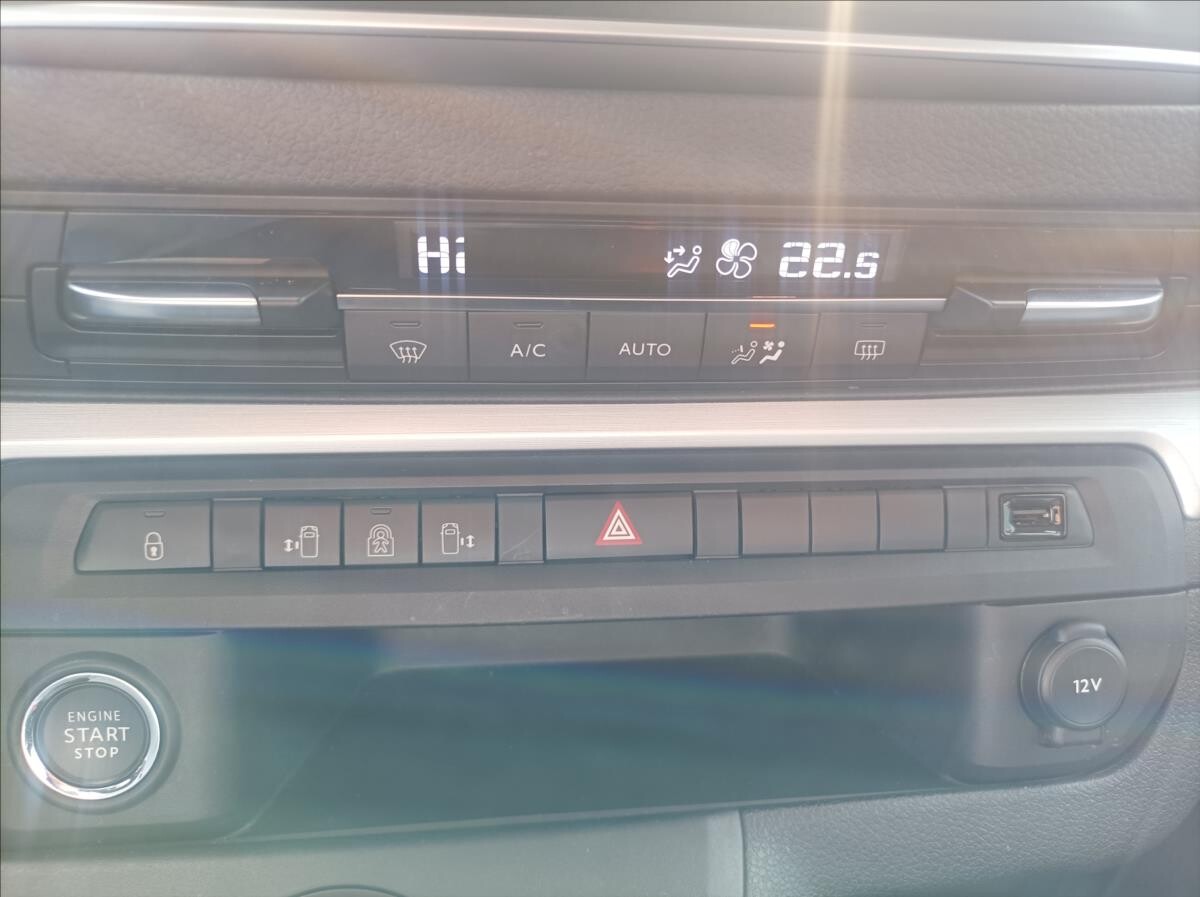 Hi
22.5
A/C
AUTO
ENGINE
START
STOP
12V